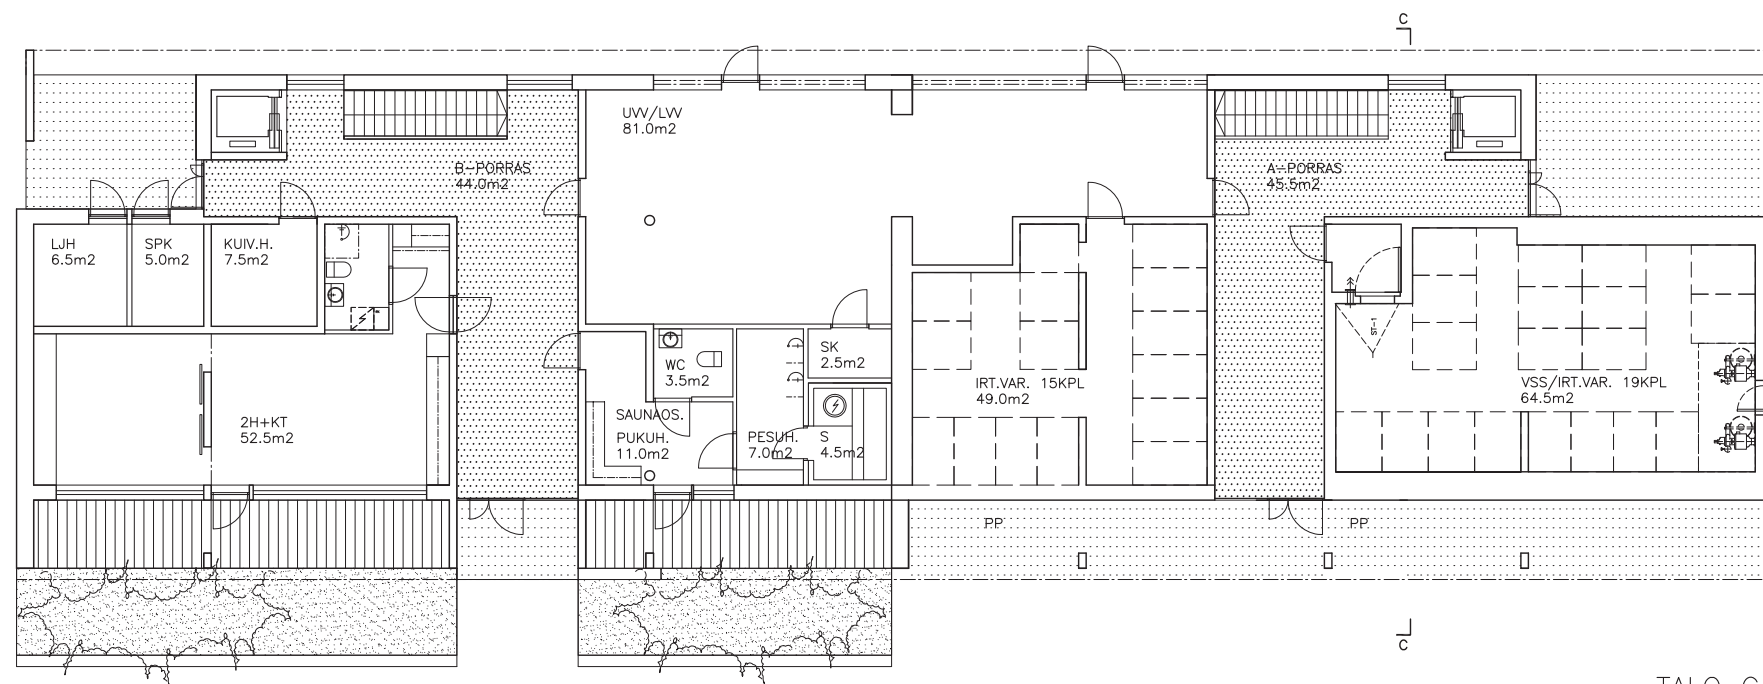 C
UVV/LVV
81.0m2
B-PORRAS
44.0m2
A-PORRAS
45.5m2
LJH
6.5m2
SPK
5.0m2
KUIV.H.
7.5m2
ST-1
WC
3.5m2
SK
2.5m2
IRT.VAR. 15KPL
49.0m2
VSS/IRT.VAR. 19KPL
64.5m2
2H+KT
52.5m2
SAUNAOS.
PUKUH.
11.0m2
PESUH.
7.0m2
S
4.5m2
PP
PP
C